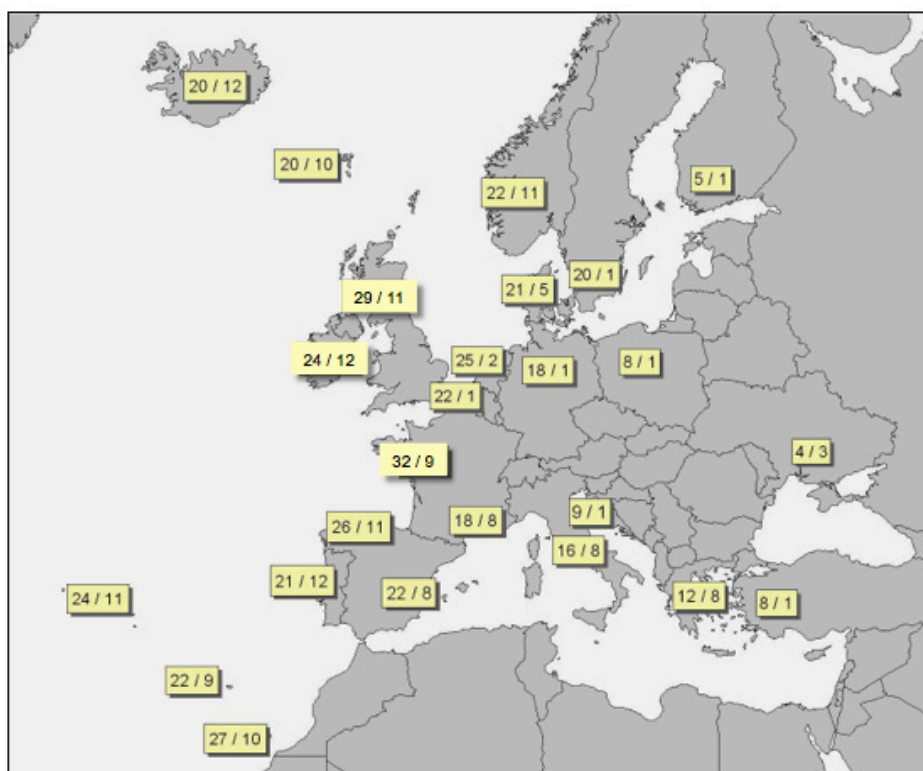 20 / 12
20 / 10
22 / 11
5 / 1
29 / 11
21 / 5
20 / 1
24 / 12
25 / 2
18 / 1
8 / 1
22 / 1
32 / 9
4 / 3
26 / 11
18 / 8
9 / 1
16 / 8
24 / 11
21 / 12
22 / 8
12 / 8
8 / 1
22 / 9
27 / 10